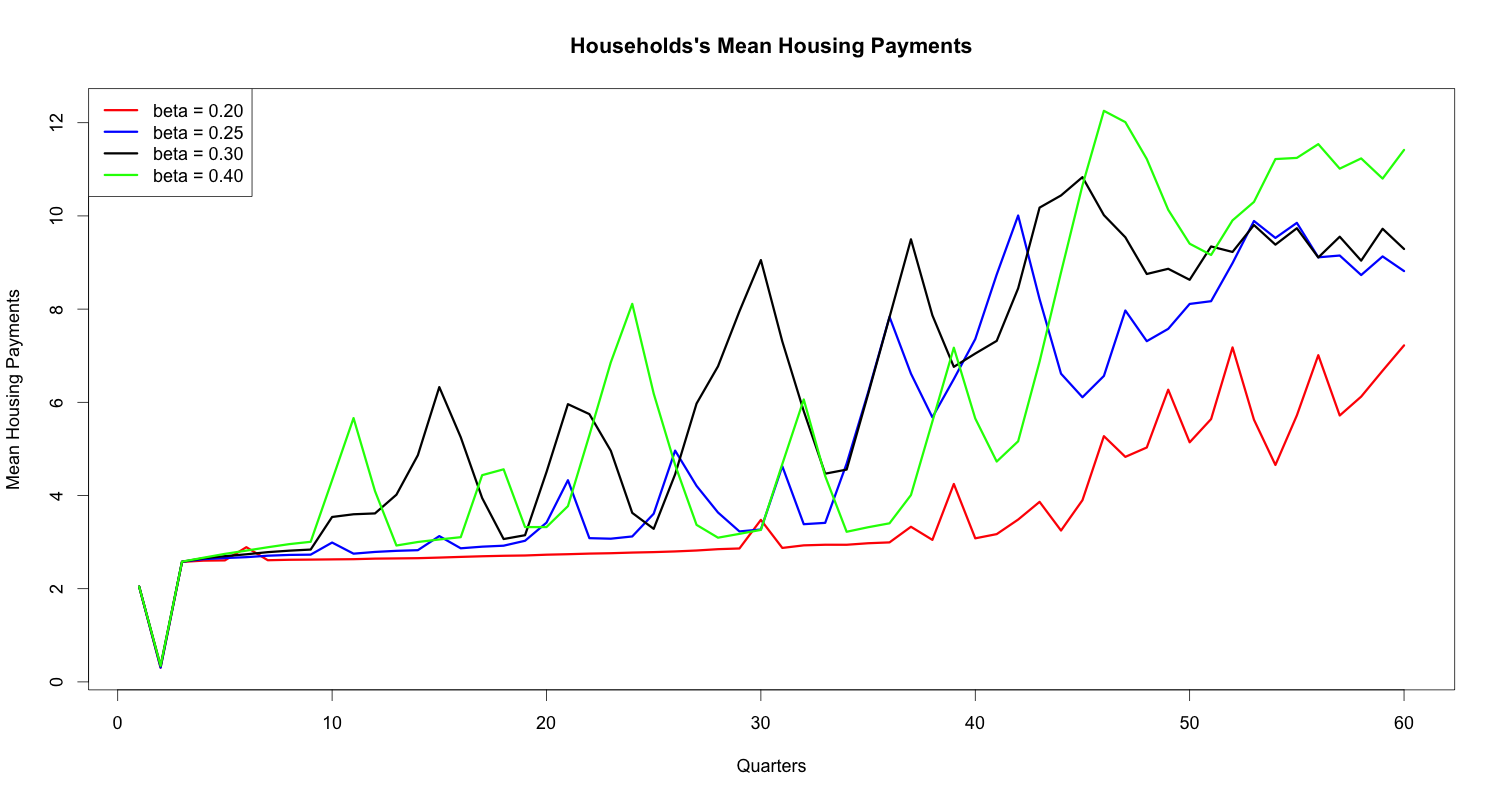 Households's Mean Housing Payments
beta = 0.20
beta = 0.25
beta = 0.30
beta = 0.40
Mean Housing Payments
12
10
8
6
4
2
0
0 10 20 30 40 50 60
Quarters